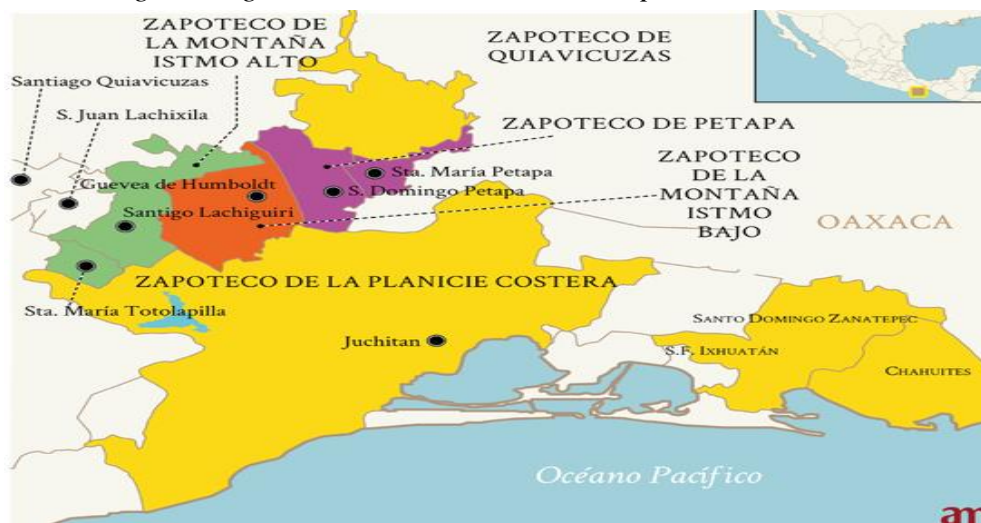 ZAPOTECO DE
LA MONTAÑA
ISTMO ALTO
ZAPOTECO DE
QUIAVICUZAS
Santiago Quiavicuzas
S. Juan Lachixila
ZAPOTECO DE PETAPA
Sta. María Petapa
Guevea de Humboldt
S. Domingo Petapa
ZAPOTECO
DE LA
MONTAÑA
ISTMO
BAJO
Santigo Lachiguiri
OAXACA
ZAPOTECO DE LA PLANICIE COSTERA
Sta. María Totolapilla
Juchitan
SANTO DOMINGO ZANATEPEC
S.F. IXHUATÁN
CHAHUITES
Océano Pacífico
am